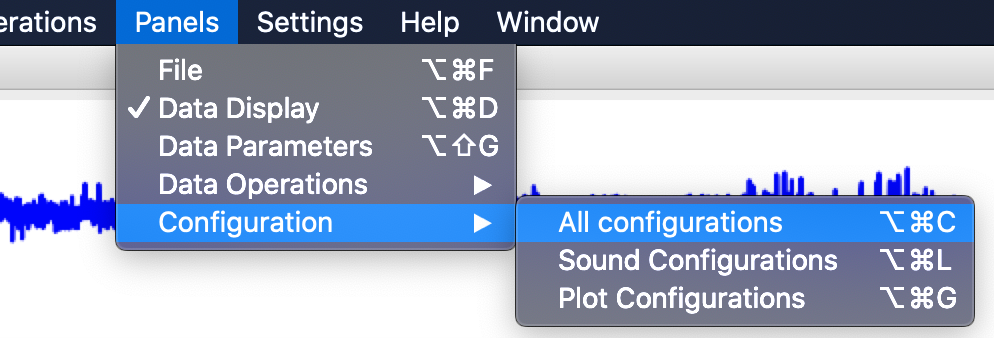 erations Panels Settings Help Window
File ⌥⌘F
✓ Data Display ⌥⌘D
Data Parameters ⌥⇧G
Data Operations ▶
Configuration ▶
All configurations ⌥⌘C
Sound Configurations ⌥⌘L
Plot Configurations ⌥⌘G